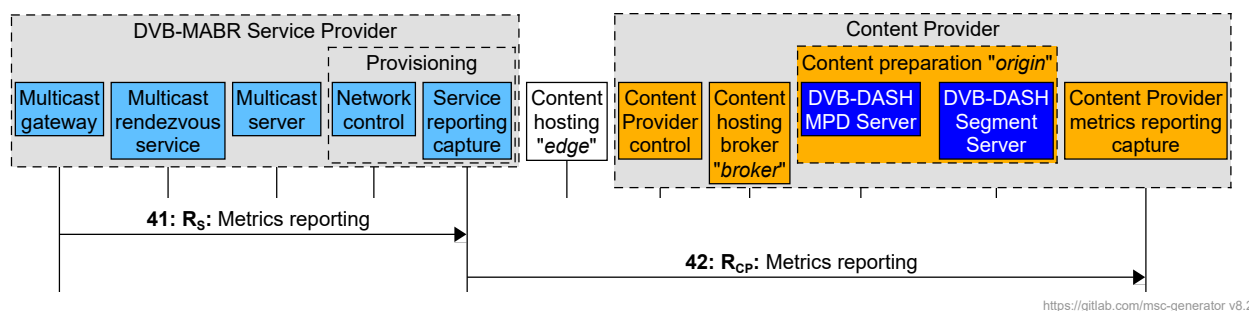 DVB-MABR Service Provider
Content Provider
Provisioning
Content preparation "origin"
Multicast
gateway
Multicast
rendezvous
service
Multicast
server
Network
control
Service
reporting
capture
Content
hosting
"edge"
Content
Provider
control
Content
hosting
broker
"broker"
DVB-DASH
MPD Server
DVB-DASH
Segment
Server
Content Provider
metrics reporting
capture
41: RS: Metrics reporting
42: RCP: Metrics reporting
https://gitlab.com/msc-generator v8.2